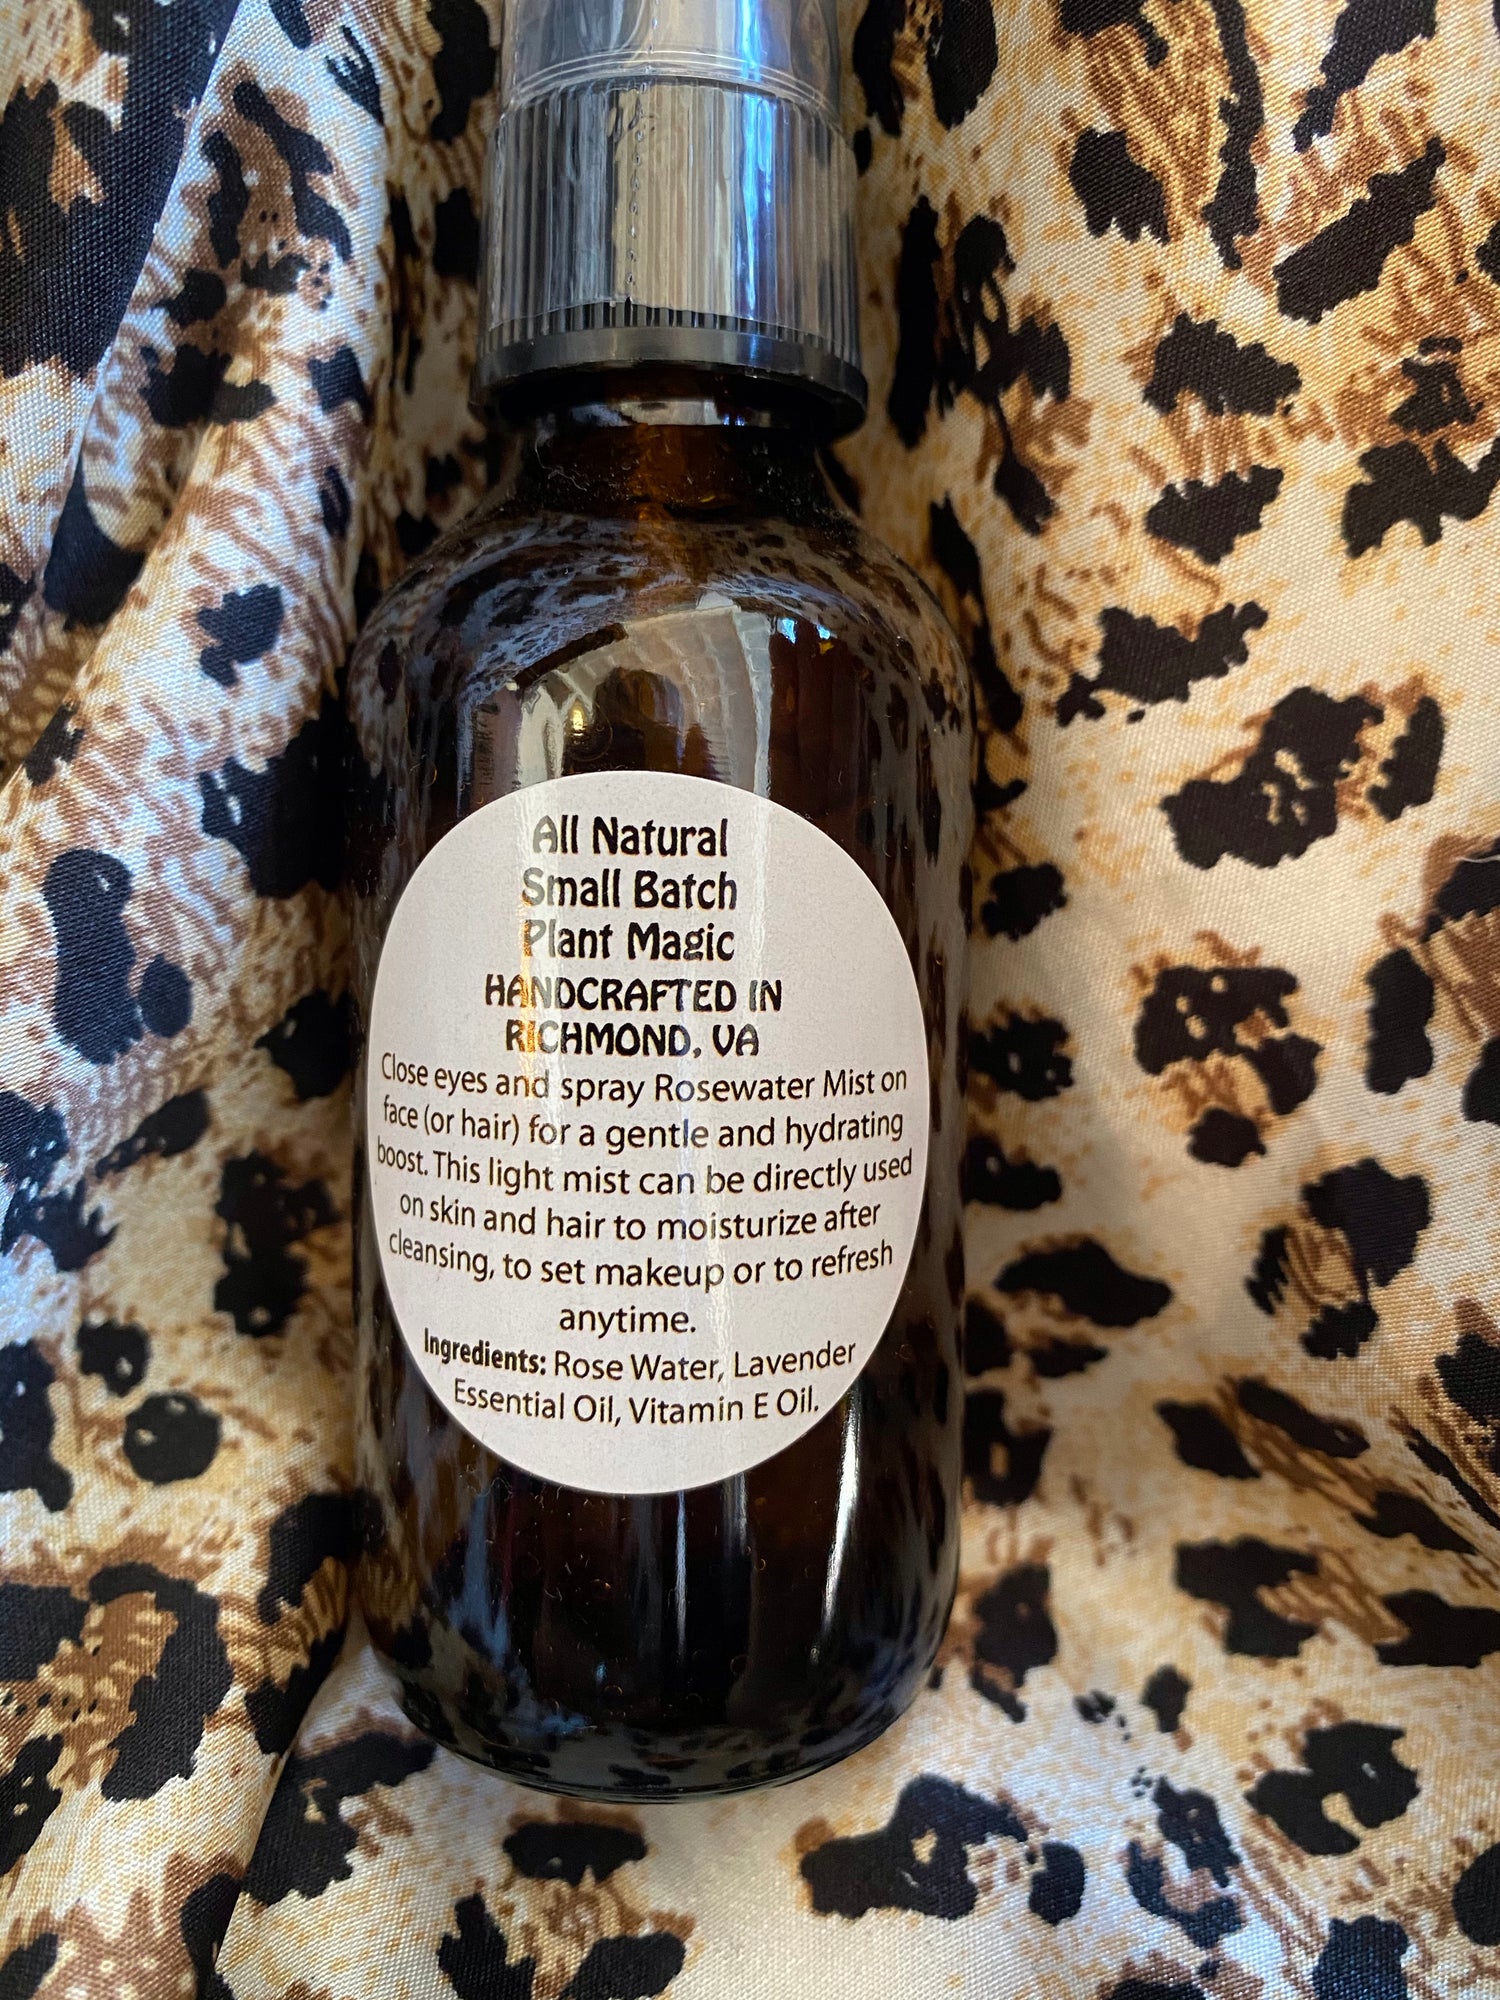 All Natural
Small Batch
Plant Magic
HANDCRAFTED IN
RICHMOND, VA
Close eyes and spray Rosewater Mist on
face (or hair) for a gentle and hydrating
boost. This light mist can be directly used
on skin and hair to moisturize after
cleansing, to set makeup or to refresh
anytime.
Ingredients: Rose Water, Lavender
Essential Oil, Vitamin E Oil.